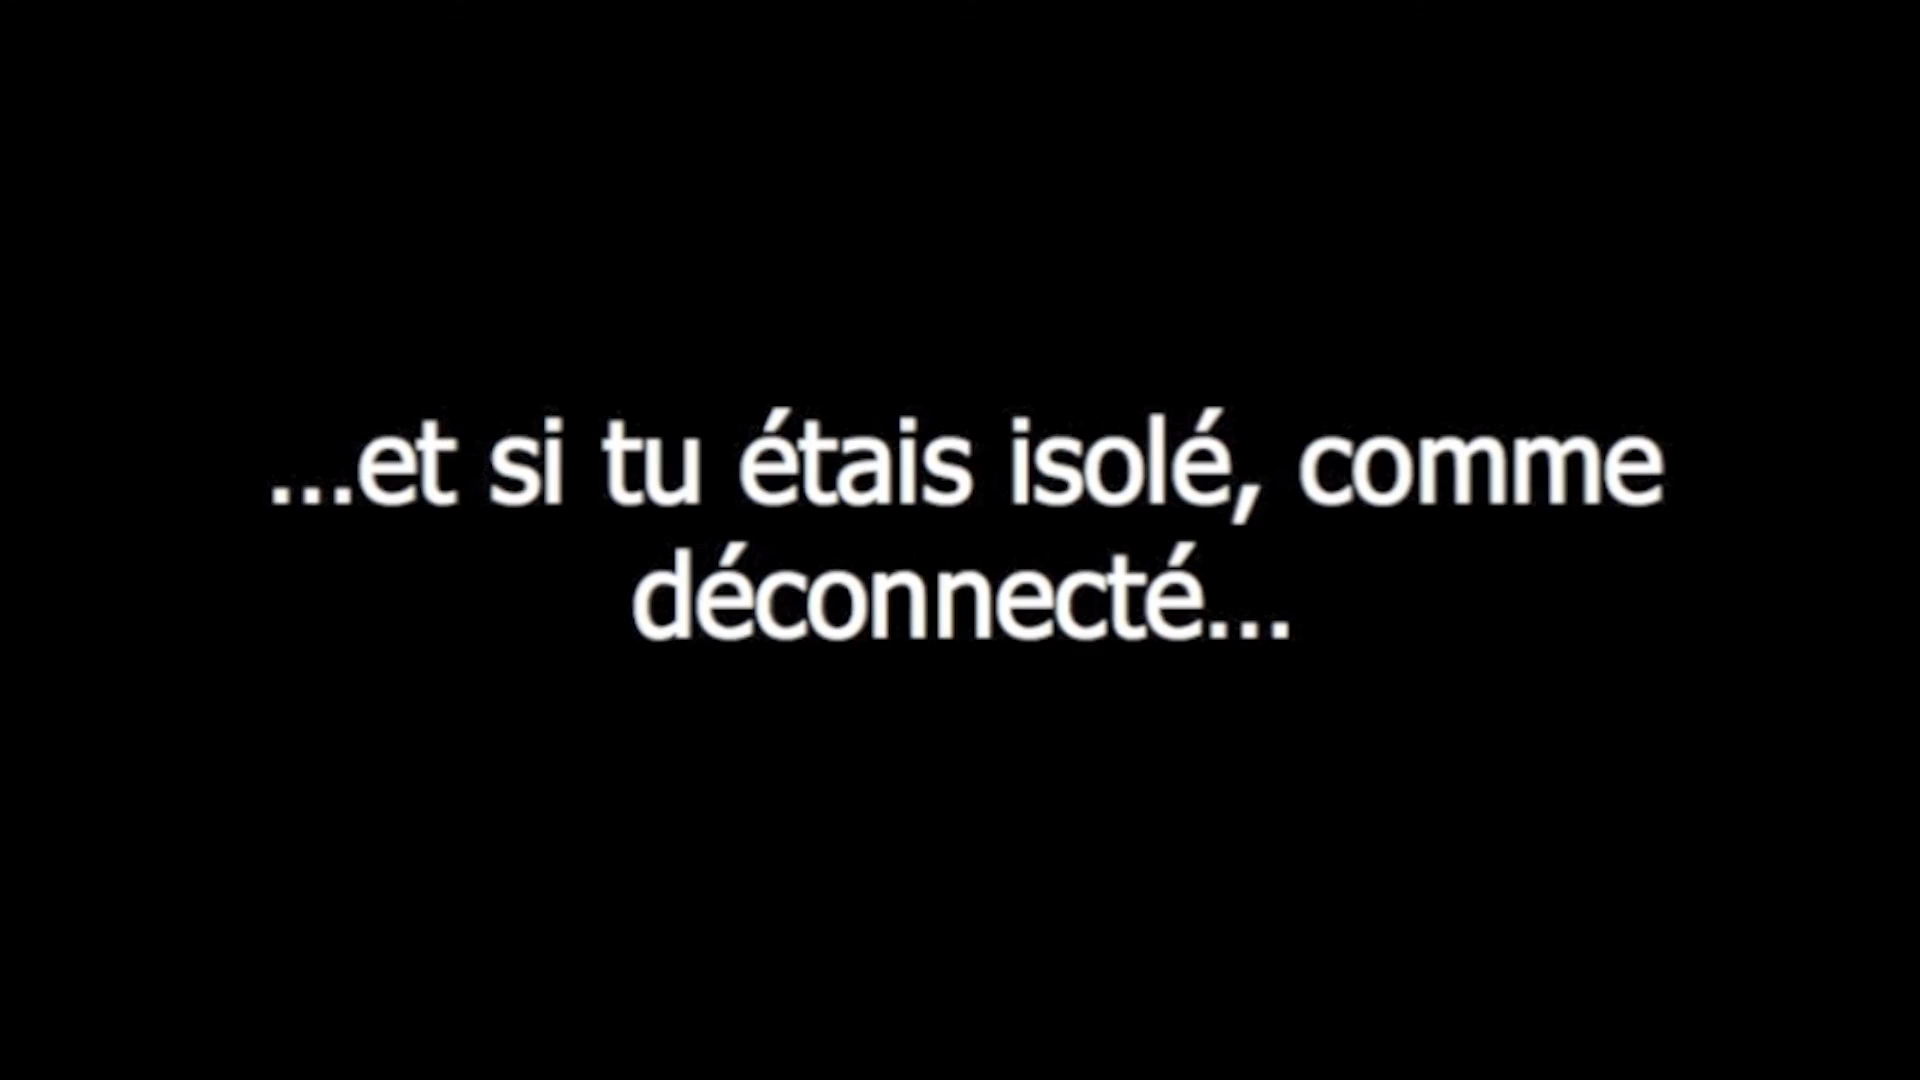 ...et si tu étais isolé, comme
déconnecté...